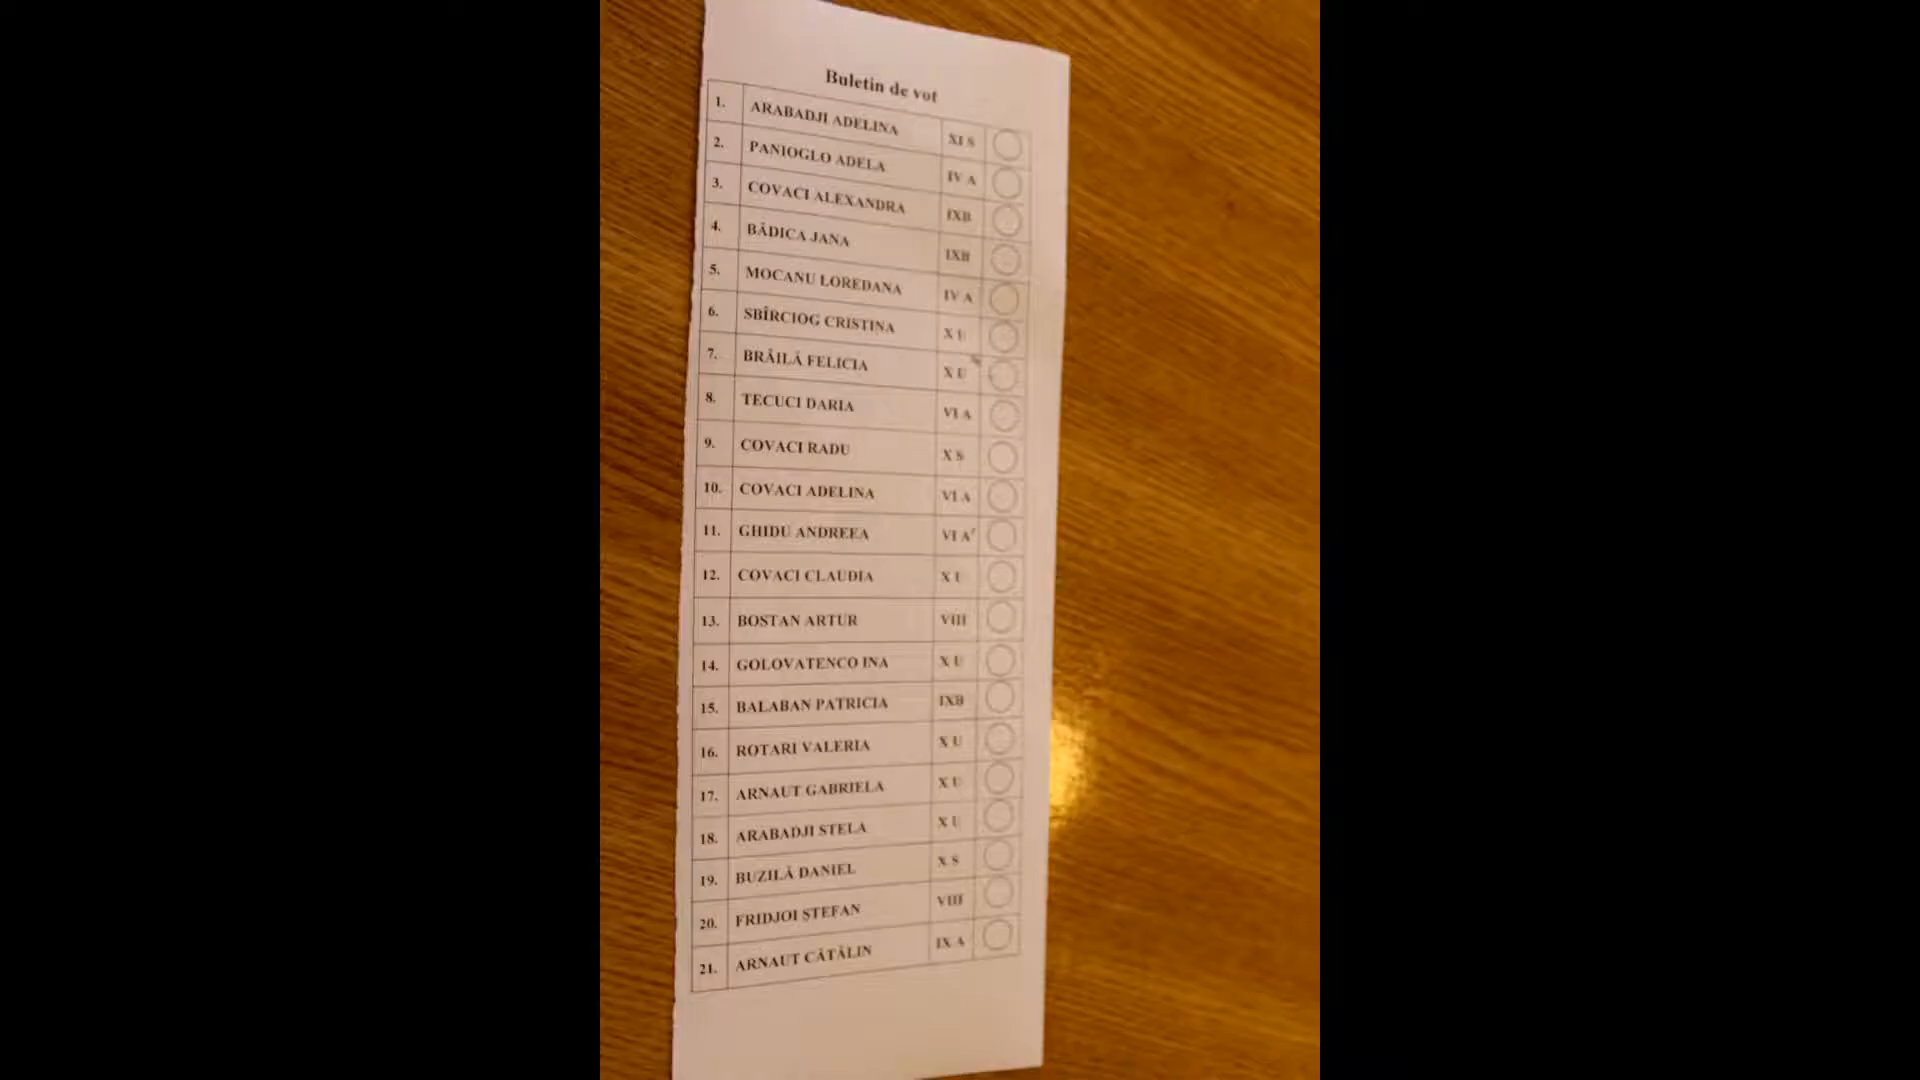 Buletin de vot
1. ARABADJI ADELINA XI S
2. PANIOGLO ADELA IV A
3. COVACI ALEXANDRA IXB
4. BĂDICA JANA IXB
5. MOCANU LOREDANA IV A
6. SBÎRCIOG CRISTINA X U
7. BRĂILĂ FELICIA X U
8. TECUCI DARIA VI A
9. COVACI RADU X S
10. COVACI ADELINA VI A
11. GHIDU ANDREEA VI A
12. COVACI CLAUDIA X U
13. BOSTAN ARTUR VIII
14. GOLOVATENCO INA X U
15. BALABAN PATRICIA IXB
16. ROTARI VALERIA X U
17. ARNAUT GABRIELA X U
18. ARABADJI STELA X U
19. BUZILĂ DANIEL X S
20. FRIDJOI ȘTEFAN VIII
21. ARNAUT CĂTĂLIN IX A